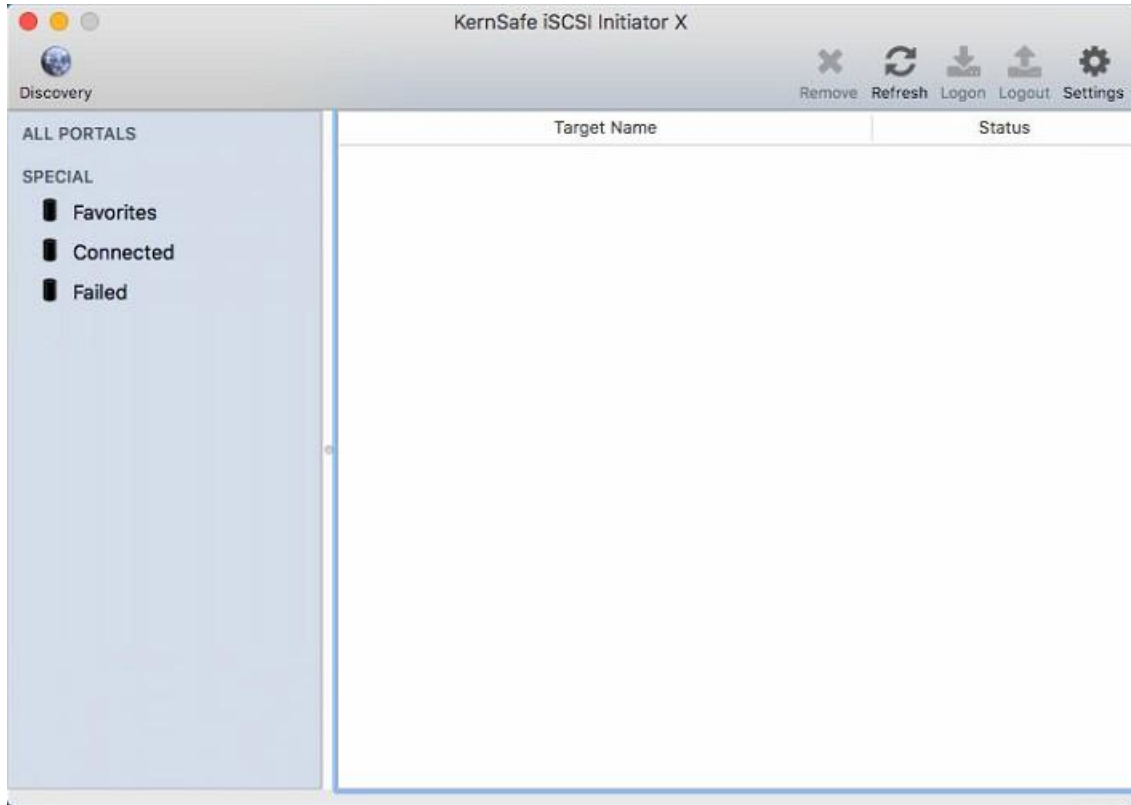 KernSafe iSCSI Initiator X
Discovery
Remove Refresh Logon Logout Settings
ALL PORTALS
SPECIAL
Favorites
Connected
Failed
Target Name Status